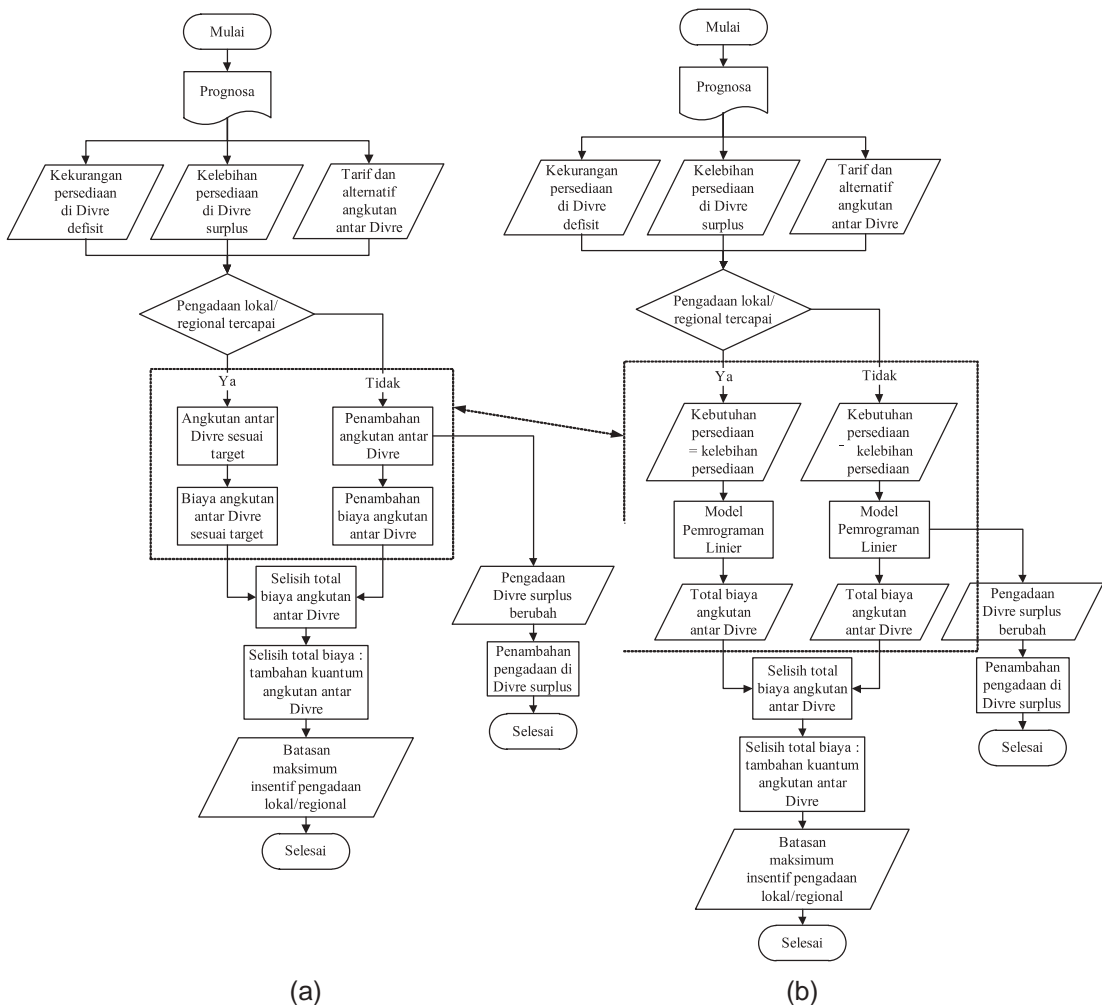 Mulai
Prognosa
Kekurangan
persediaan
di Divre
defisit
Kelebihan
persediaan
di Divre
surplus
Tarif dan
alternatif
angkutan
antar Divre
Pengadaan lokal/
regional tercapai
Ya
Tidak
Angkutan antar
Divre sesuai
target
Penambahan
angkutan antar
Divre
Biaya angkutan
antar Divre
sesuai target
Penambahan
biaya angkutan
antar Divre
Selisih total
biaya angkutan
antar Divre
Pengadaan
Divre surplus
berubah
Selisih total biaya :
tambahan kuantum
angkutan antar
Divre
Penambahan
pengadaan di
Divre surplus
Selesai
Batasan
maksimum
insentif pengadaan
lokal/regional
Selesai
(a)
Mulai
Prognosa
Kekurangan
persediaan
di Divre
defisit
Kelebihan
persediaan
di Divre
surplus
Tarif dan
alternatif
angkutan
antar Divre
Pengadaan lokal/
regional tercapai
Ya
Tidak
Kebutuhan
persediaan
= kelebihan
persediaan
Kebutuhan
persediaan
- kelebihan
persediaan
Model
Pemrograman
Linier
Model
Pemrograman
Linier
Total biaya
angkutan
antar Divre
Total biaya
angkutan
antar Divre
Pengadaan
Divre surplus
berubah
Selisih total
biaya angkutan
antar Divre
Penambahan
pengadaan di
Divre surplus
Selesai
Selisih total biaya :
tambahan kuantum
angkutan antar
Divre
Batasan
maksimum
insentif pengadaan
lokal/regional
Selesai
(b)